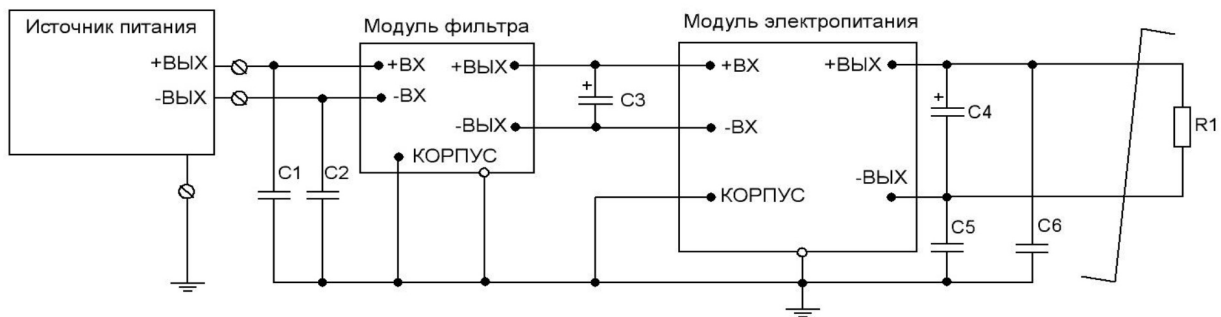 Источник питания
+ВЫХ
-ВЫХ
Модуль фильтра
+ВХ
-ВХ
+ВЫХ
-ВЫХ
КОРПУС
C1
C2
+
C3
Модуль электропитания
+ВХ
-ВХ
КОРПУС
+ВЫХ
-ВЫХ
+
C4
C5
C6
R1